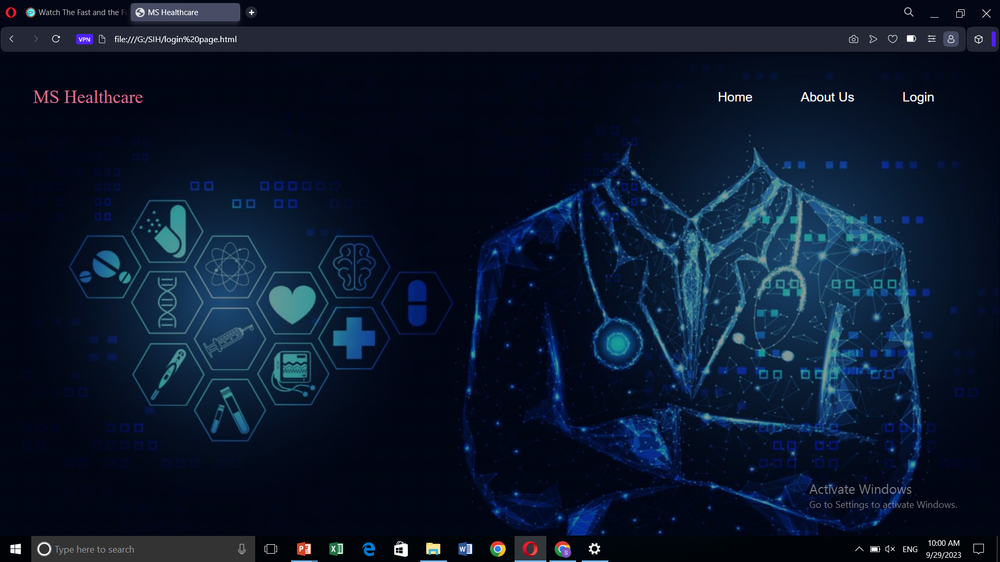 Watch The Fast and the Fu
MS Healthcare
VPN
file:///G:/SIH/login%20page.html
MS Healthcare
Home
About Us
Login
Activate Windows
Go to Settings to activate Windows.
Type here to search
ENG
10:00 AM
9/29/2023